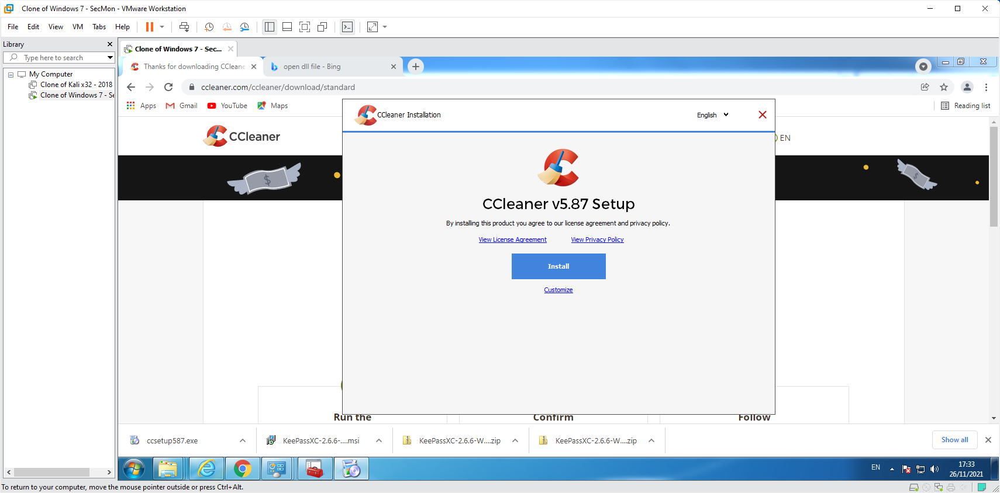 Clone of Windows 7 - SecMon - VMware Workstation
File Edit View VM Tabs Help
Library
Type here to search
My Computer
Clone of Kali x32 - 2018
Clone of Windows 7 - Se
Clone of Windows 7 - Sec...
Thanks for downloading CCleane
open dll file - Bing
ccleaner.com/ccleaner/download/standard
Apps Gmail YouTube Maps Reading list
CCleaner Installation English
CCleaner
EN
$
$
CCleaner v5.87 Setup
By installing this product you agree to our license agreement and privacy policy.
View License Agreement View Privacy Policy
Install
Customize
Run the Confirm Follow
ccsetup587.exe KeePassXC-2.6.6-....msi KeePassXC-2.6.6-W....zip KeePassXC-2.6.6-W....zip Show all
EN 17:33
26/11/2021
To return to your computer, move the mouse pointer outside or press Ctrl+Alt.